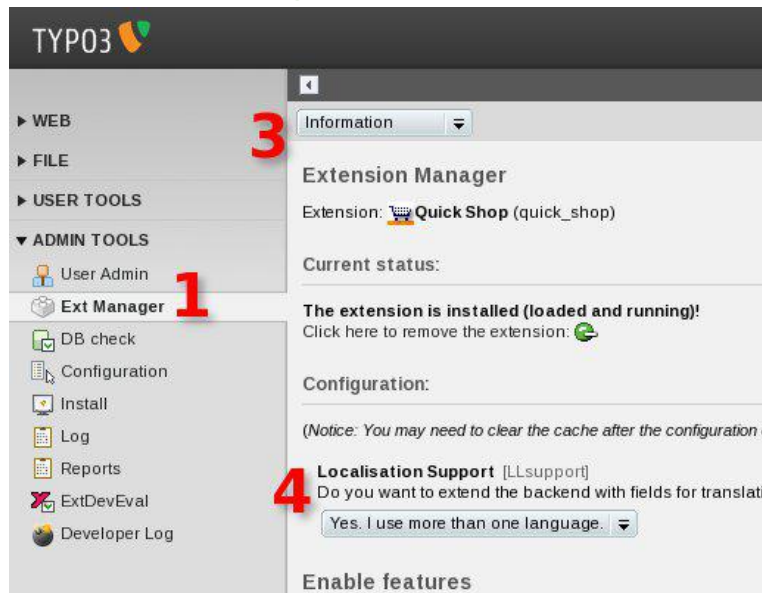 TYPO3
WEB
FILE
USER TOOLS
ADMIN TOOLS
User Admin
Ext Manager
1
DB check
Configuration
Install
Log
Reports
ExtDevEval
Developer Log
3
Information
Extension Manager
Extension: Quick Shop (quick_shop)
Current status:
The extension is installed (loaded and running)!
Click here to remove the extension:
Configuration:
(Notice: You may need to clear the cache after the configuration
4
Localisation Support [LLsupport]
Do you want to extend the backend with fields for translati
Yes. I use more than one language.
Enable features